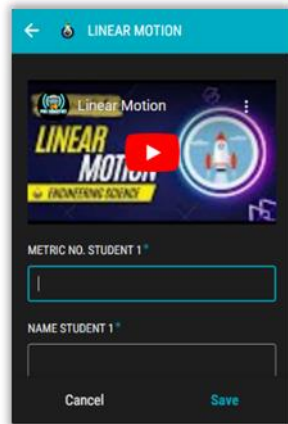 LINEAR MOTION
Linear Motion
LINEAR
MOTION
ENGINEERING SCIENCE
METRIC NO. STUDENT 1*
NAME STUDENT 1*
Cancel Save